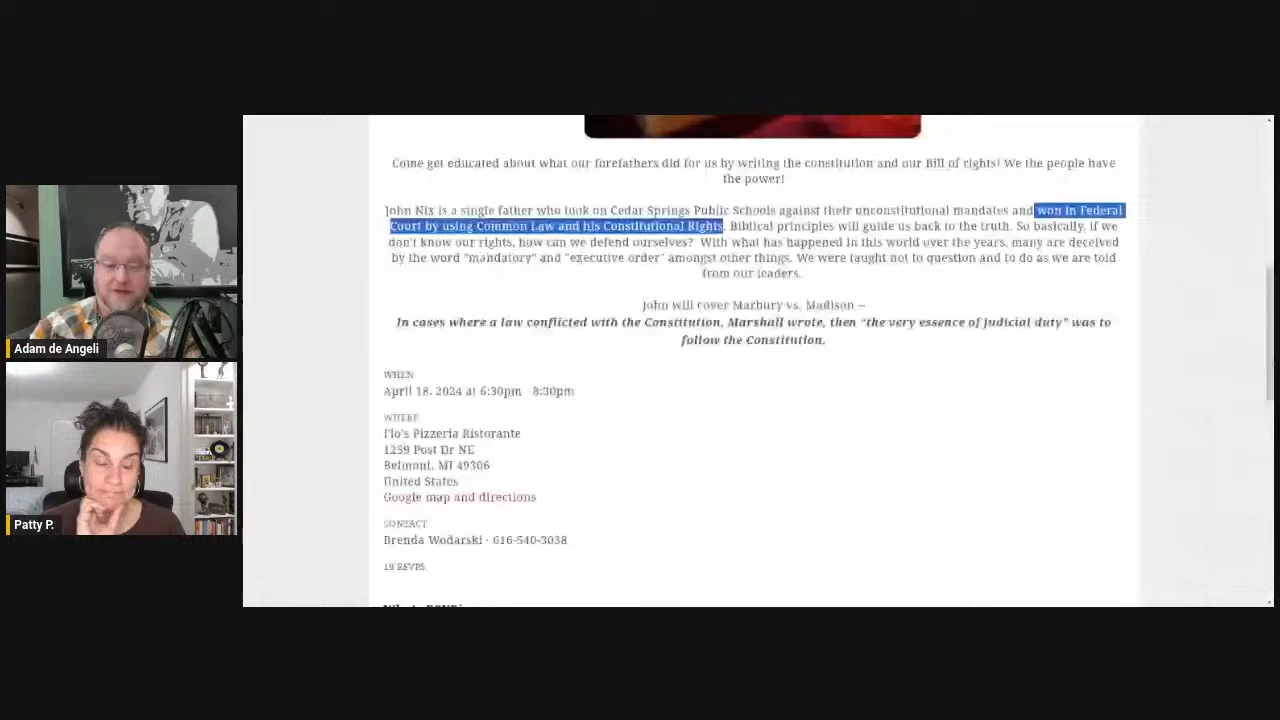 Adam de Angeli
Patty P.
Come get educated about what our forefathers did for us by writing the constitution and our Bill of rights! We the people have
the power!
John Nix is a single father who took on Cedar Springs Public Schools against their unconstitutional mandates and won in Federal
Court by using Common Law and his Constitutional Rights. Biblical principles will guide us back to the truth. So basically, if we
don't know our rights, how can we defend ourselves? With what has happened in this world over the years, many are deceived
by the word "mandatory" and "executive order" amongst other things. We were taught not to question and to do as we are told
from our leaders.
John will cover Marbury vs. Madison –
In cases where a law conflicted with the Constitution, Marshall wrote, then "the very essence of judicial duty" was to
follow the Constitution.
WHEN
April 18, 2024 at 6:30pm - 8:30pm
WHERE
Flo's Pizzeria Ristorante
1259 Post Dr NE
Belmont, MI 49306
United States
Google map and directions
CONTACT
Brenda Wodarski · 616-540-3038
19 RSVPS